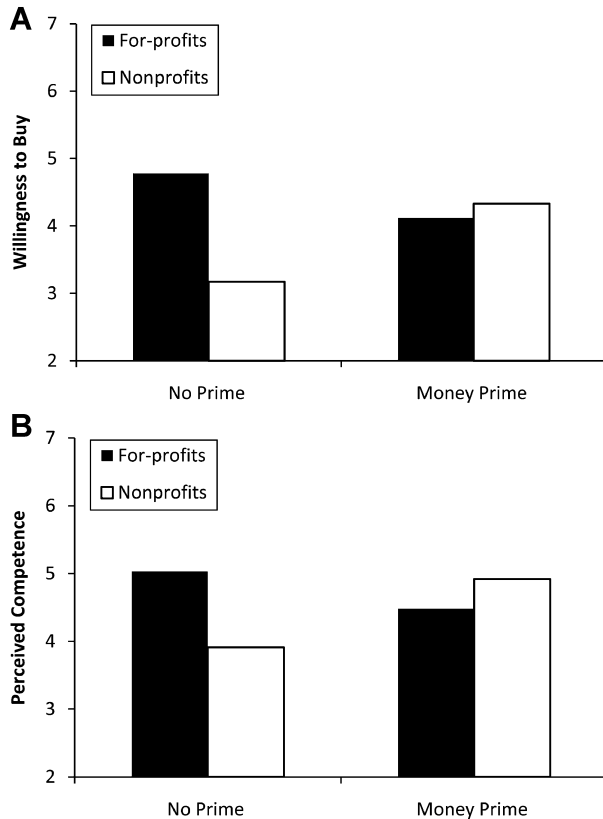 A
7
For-profits
Nonprofits
6
5
4
3
2
Willingness to Buy
No Prime
Money Prime
B
7
For-profits
Nonprofits
6
5
4
3
2
Perceived Competence
No Prime
Money Prime